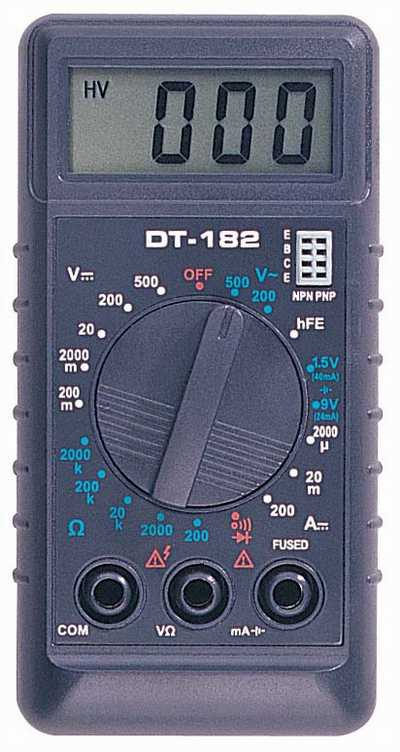 HV 000
DT-182
E
B
C
E
NPN PNP
V⎓
500
OFF
500
V~
200
200
20
2000
m
200
m
hFE
1.5V
(40mA)
9V
(24mA)
2000
µ
20
m
200
A⎓
2000
k
200
k
20
k
2000
200
Ω
FUSED
COM
VΩ
mA